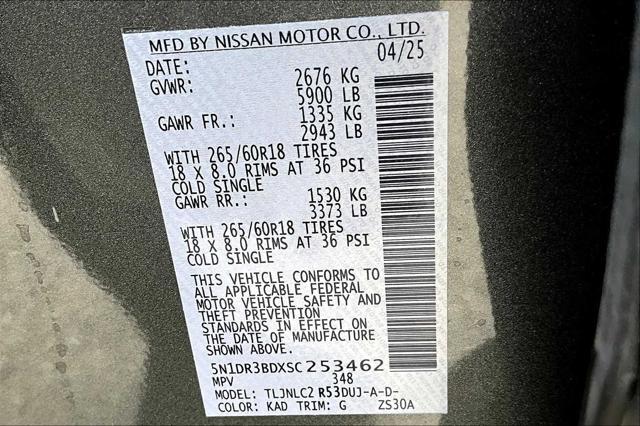 MFD BY NISSAN MOTOR CO., LTD.
DATE: 04/25
GVWR: 2676 KG
5900 LB
GAWR FR.: 1335 KG
2943 LB
WITH 265/60R18 TIRES
18 X 8.0 RIMS AT 36 PSI
COLD SINGLE
GAWR RR.: 1530 KG
3373 LB
WITH 265/60R18 TIRES
18 X 8.0 RIMS AT 36 PSI
COLD SINGLE
THIS VEHICLE CONFORMS TO
ALL APPLICABLE FEDERAL
MOTOR VEHICLE SAFETY AND
THEFT PREVENTION
STANDARDS IN EFFECT ON
THE DATE OF MANUFACTURE
SHOWN ABOVE.
5N1DR3BDXSC253462
MPV 348
MODEL: TLJNLC2 R53DUJ-A-D-
COLOR: KAD TRIM: G ZS30A